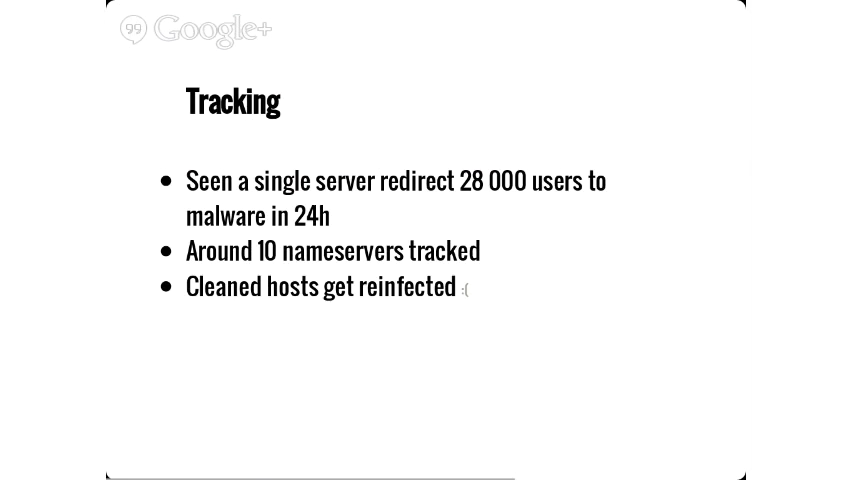 Google+
Tracking
• Seen a single server redirect 28 000 users to
malware in 24h
• Around 10 nameservers tracked
• Cleaned hosts get reinfected :(